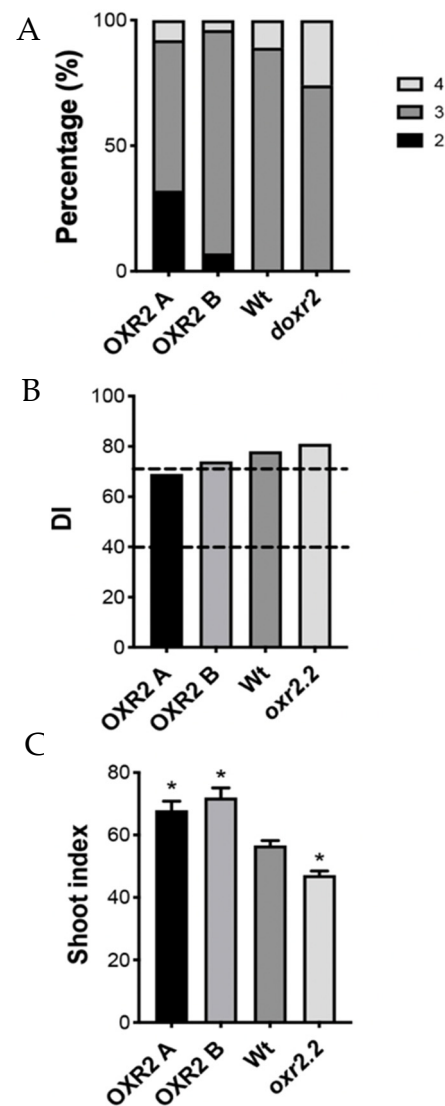 A
Percentage (%)
100
50
0
OXR2 A
OXR2 B
Wt
doxr2
4
3
2
B
DI
100
80
60
40
20
0
OXR2 A
OXR2 B
Wt
oxr2.2
C
Shoot index
80
60
40
20
0
*
*
*
OXR2 A
OXR2 B
Wt
oxr2.2